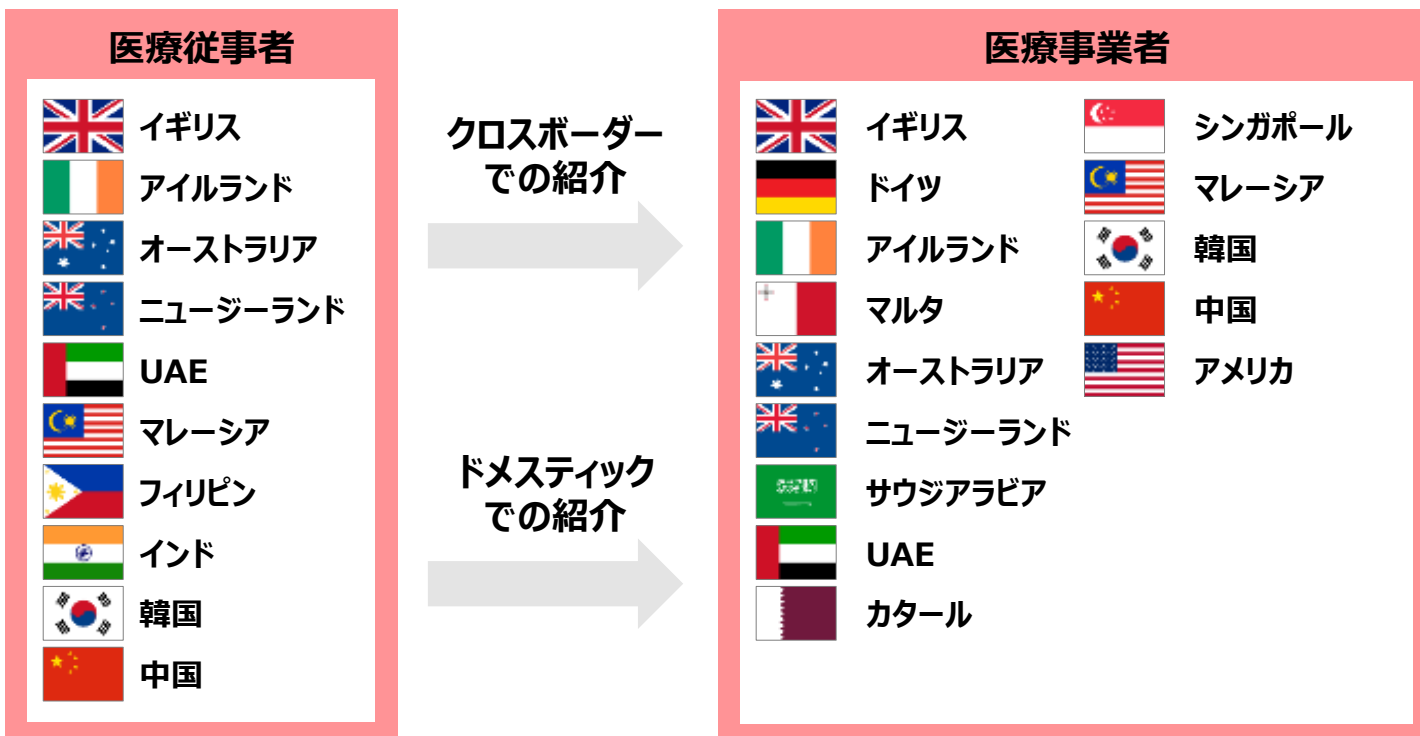 医療従事者
イギリス
アイルランド
オーストラリア
ニュージーランド
UAE
マレーシア
フィリピン
インド
韓国
中国
クロスボーダー
での紹介
ドメスティック
での紹介
医療事業者
イギリス
ドイツ
アイルランド
マルタ
オーストラリア
ニュージーランド
サウジアラビア
UAE
カタール
シンガポール
マレーシア
韓国
中国
アメリカ